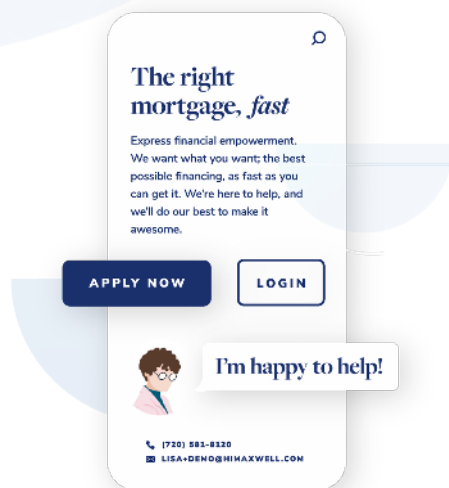 The right
mortgage, fast
Express financial empowerment.
We want what you want; the best
possible financing, as fast as you
can get it. We're here to help, and
we'll do our best to make it
awesome.
APPLY NOW LOGIN
I'm happy to help!
(720) 581-8120
LISA+DEMO@HIMAXWELL.COM